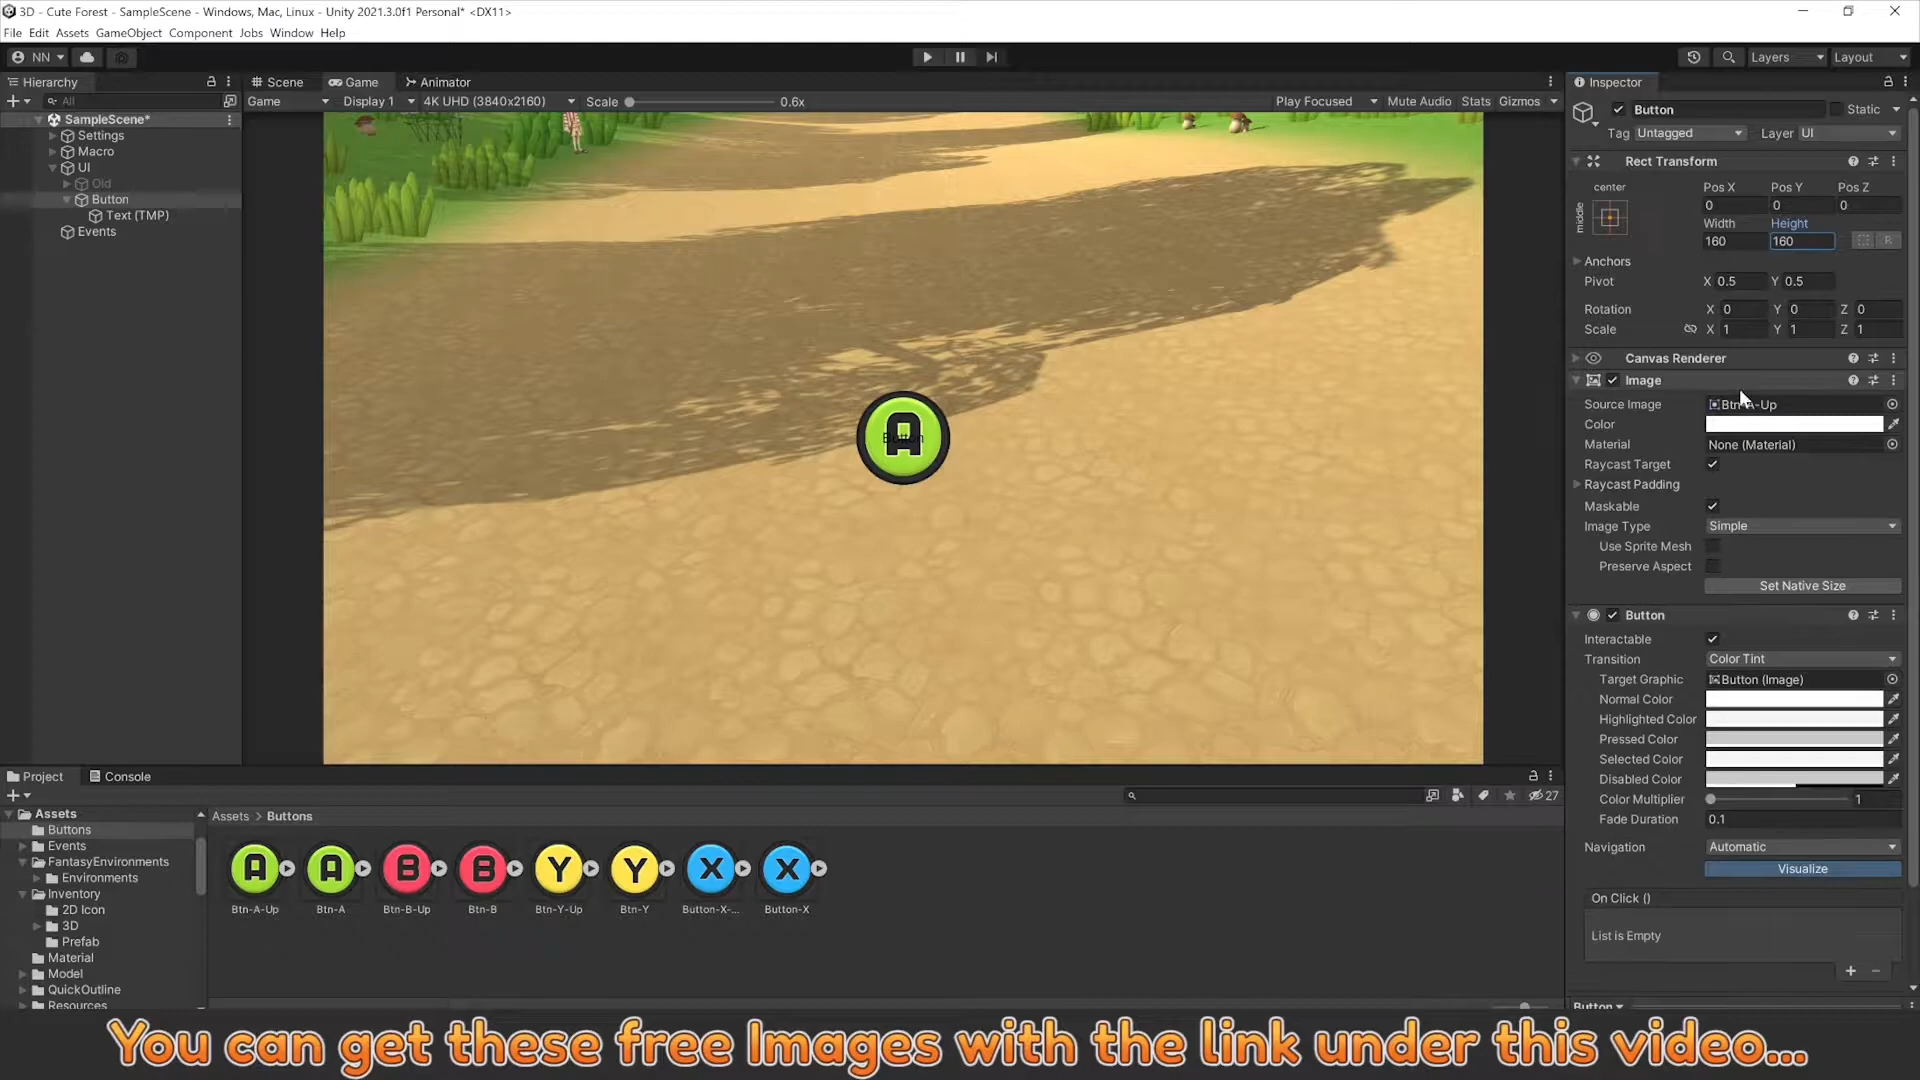 3D - Cute Forest - SampleScene - Windows, Mac, Linux - Unity 2021.3.0f1 Personal* <DX11>
File Edit Assets GameObject Component Jobs Window Help
NN
Layers Layout
Hierarchy
All
SampleScene*
Settings
Macro
UI
Old
Button
Text (TMP)
Events
Scene Game Animator
Game Display 1 4K UHD (3840x2160) Scale 0.6x Play Focused Mute Audio Stats Gizmos
A
Button
Inspector
Button Static
Tag Untagged Layer UI
Rect Transform
center Pos X Pos Y Pos Z
middle 0 0 0
Width Height
160 160 R
Anchors
Pivot X 0.5 Y 0.5
Rotation X 0 Y 0 Z 0
Scale X 1 Y 1 Z 1
Canvas Renderer
Image
Source Image Btn-A-Up
Color
Material None (Material)
Raycast Target
Raycast Padding
Maskable
Image Type Simple
Use Sprite Mesh
Preserve Aspect
Set Native Size
Button
Interactable
Transition Color Tint
Target Graphic Button (Image)
Normal Color
Highlighted Color
Pressed Color
Selected Color
Disabled Color
Color Multiplier 1
Fade Duration 0.1
Navigation Automatic
Visualize
On Click ()
List is Empty
Button
Project Console
27
Assets
Buttons
Events
FantasyEnvironments
Environments
Inventory
2D Icon
3D
Prefab
Material
Model
QuickOutline
Resources
Assets > Buttons
A A B B Y Y X X
Btn-A-Up Btn-A Btn-B-Up Btn-B Btn-Y-Up Btn-Y Button-X-... Button-X
You can get these free Images with the link under this video...